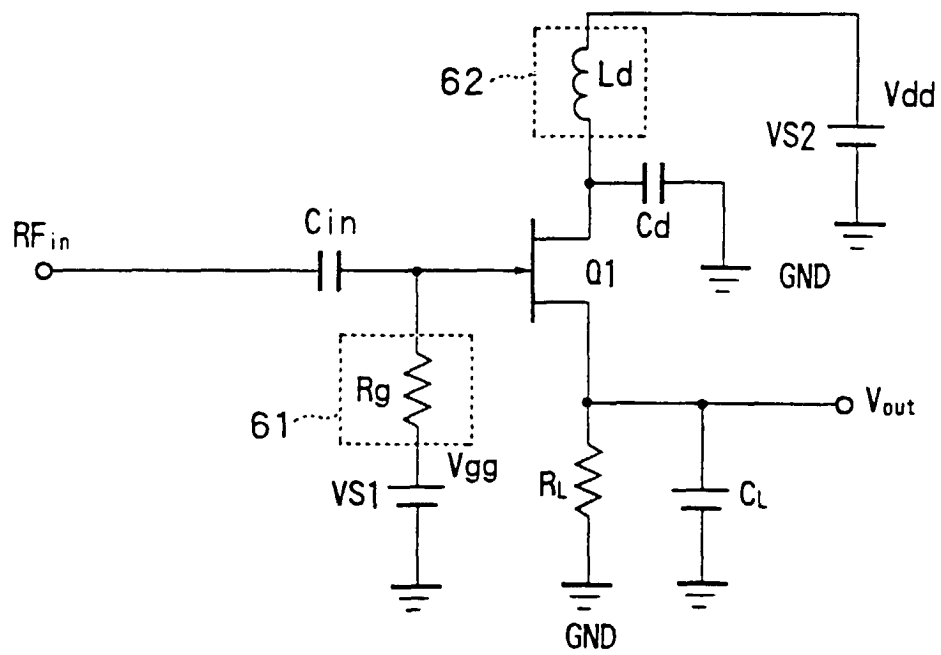 62
Ld
Vdd
VS2
Cin
Cd
RFin
Q1
GND
Rg
61
Vout
Vgg
VS1
RL
CL
GND